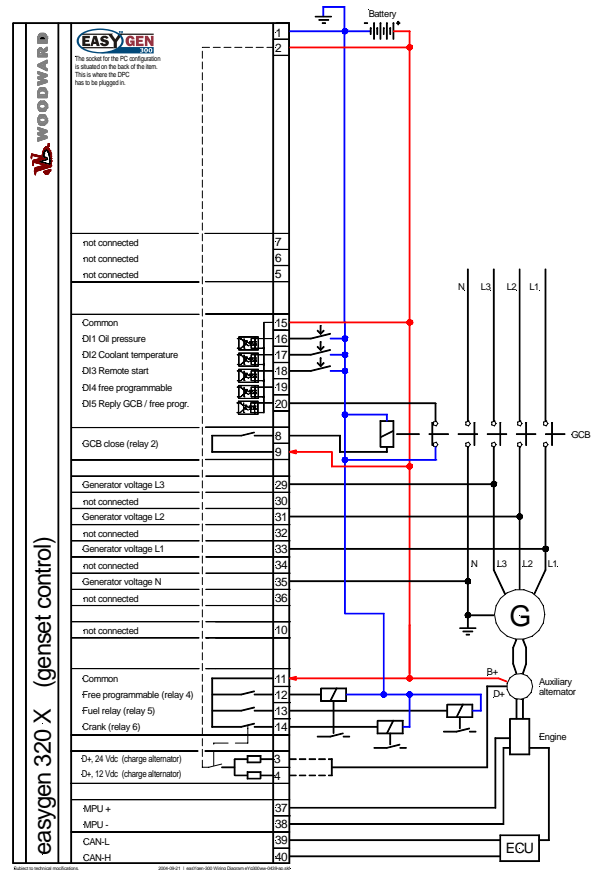 Battery
1
2
EASYGEN
300
The socket for the PC configuration
is situated on the back of the item.
This is where the DPC
has to be plugged in.
WOODWARD
not connected 7
not connected 6
not connected 5
N L3 L2 L1
Common 15
DI1 Oil pressure 16
DI2 Coolant temperature 17
DI3 Remote start 18
DI4 free programmable 19
DI5 Reply GCB / free progr. 20
GCB close (relay 2) 8
9
GCB
Generator voltage L3 29
not connected 30
Generator voltage L2 31
not connected 32
Generator voltage L1 33
not connected 34
Generator voltage N 35
not connected 36
N L3 L2 L1
G
not connected 10
Common 11
B+
D+
Auxiliary
alternator
Free programmable (relay 4) 12
Fuel relay (relay 5) 13
Crank (relay 6) 14
Engine
D+, 24 Vdc (charge alternator) 3
D+, 12 Vdc (charge alternator) 4
MPU + 37
MPU - 38
CAN-L 39
CAN-H 40
ECU
easygen 320 X (genset control)
Subject to technical modifications.